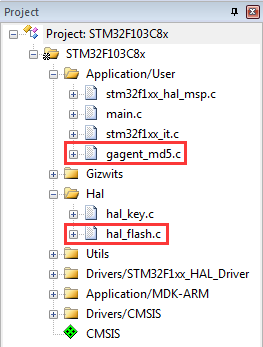 Project
Project: STM32F103C8x
STM32F103C8x
Application/User
stm32f1xx_hal_msp.c
main.c
stm32f1xx_it.c
gagent_md5.c
Gizwits
Hal
hal_key.c
hal_flash.c
Utils
Drivers/STM32F1xx_HAL_Driver
Application/MDK-ARM
Drivers/CMSIS
CMSIS